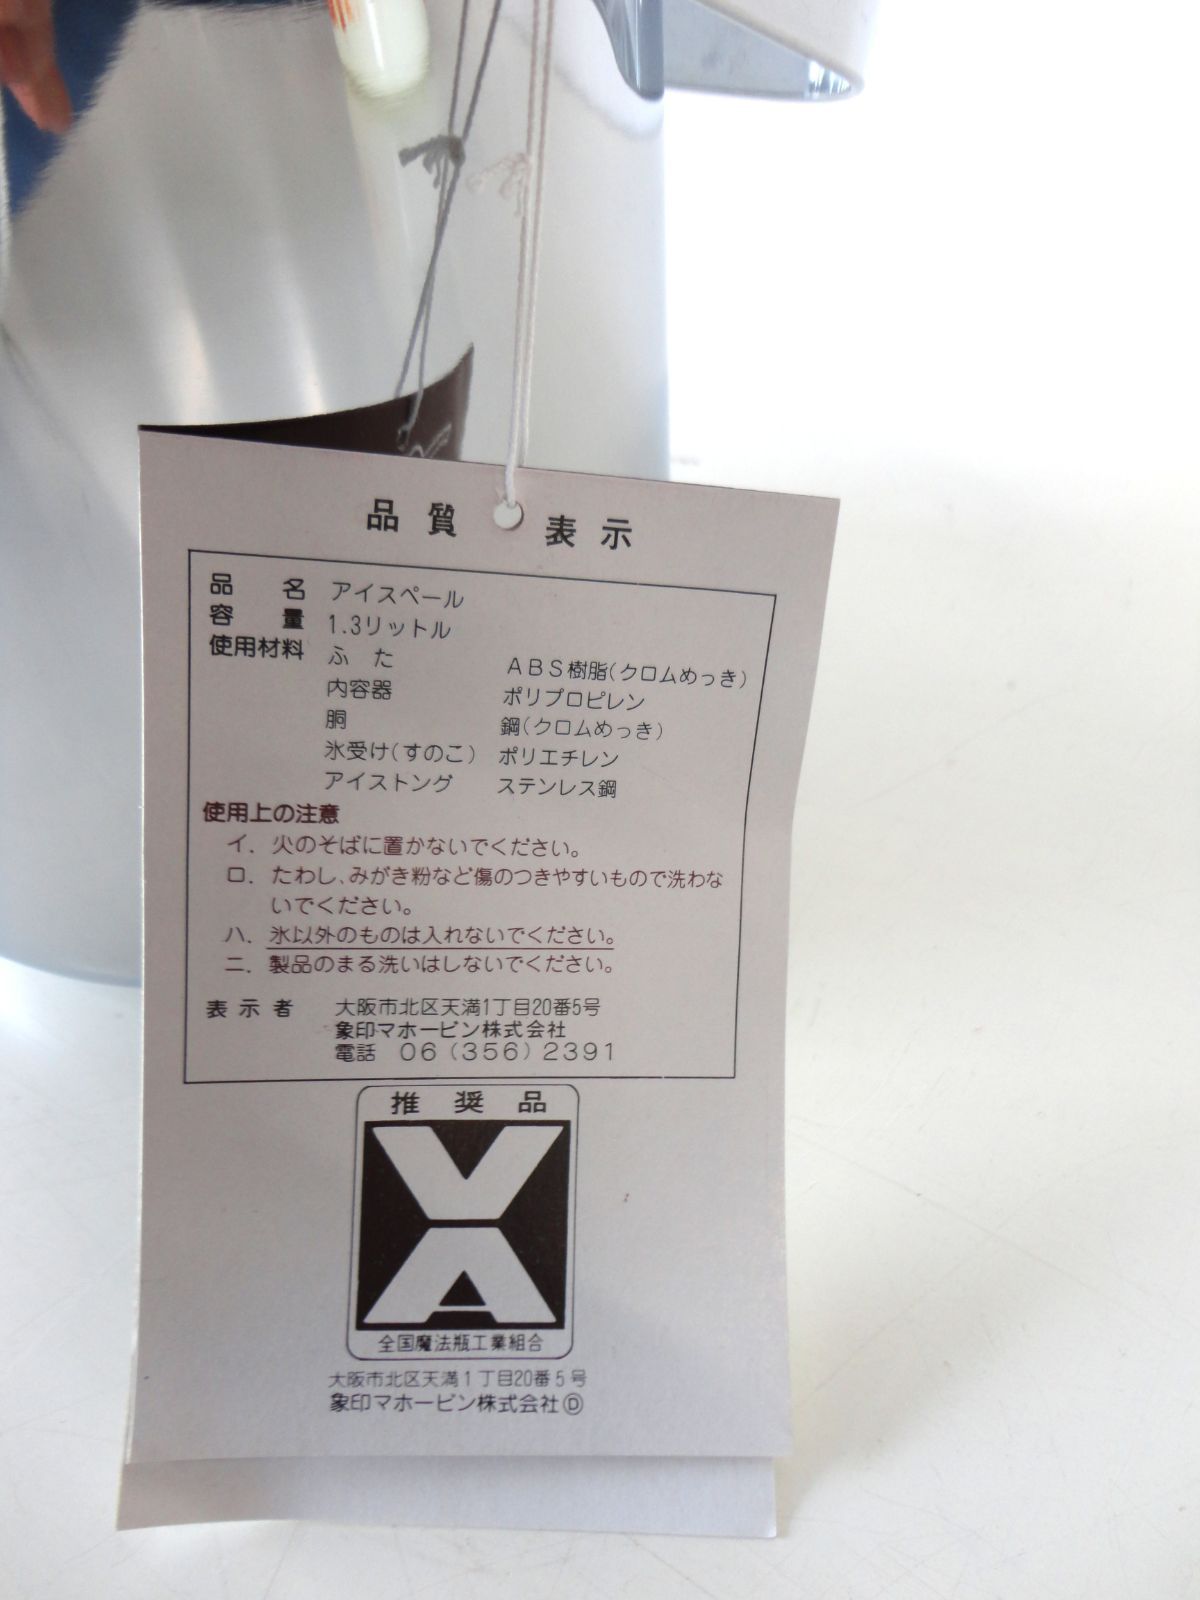 品質表示
品名 アイスペール
容量 1.3リットル
使用材料 ふた ABS樹脂(クロムめっき)
内容器 ポリプロピレン
胴 鋼(クロムめっき)
氷受け(すのこ) ポリエチレン
アイストング ステンレス鋼
使用上の注意
イ. 火のそばに置かないでください。
ロ. たわし、みがき粉など傷のつきやすいもので洗わな
いでください。
ハ. 氷以外のものは入れないでください。
ニ. 製品のまる洗いはしないでください。
表示者 大阪市北区天満1丁目20番5号
象印マホービン株式会社
電話 06(356)2391
推奨品
VA
全国魔法瓶工業組合
大阪市北区天満1丁目20番5号
象印マホービン株式会社Ⓓ